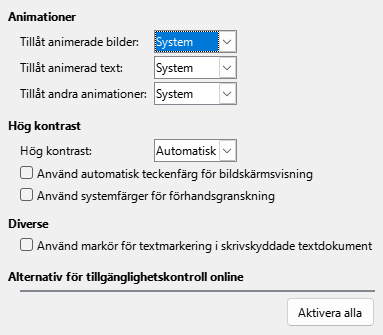 Animationer
Tillåt animerade bilder: System
Tillåt animerad text: System
Tillåt andra animationer: System
Hög kontrast
Hög kontrast: Automatisk
Använd automatisk teckenfärg för bildskärmsvisning
Använd systemfärger för förhandsgranskning
Diverse
Använd markör för textmarkering i skrivskyddade textdokument
Alternativ för tillgänglighetskontroll online
Aktivera alla